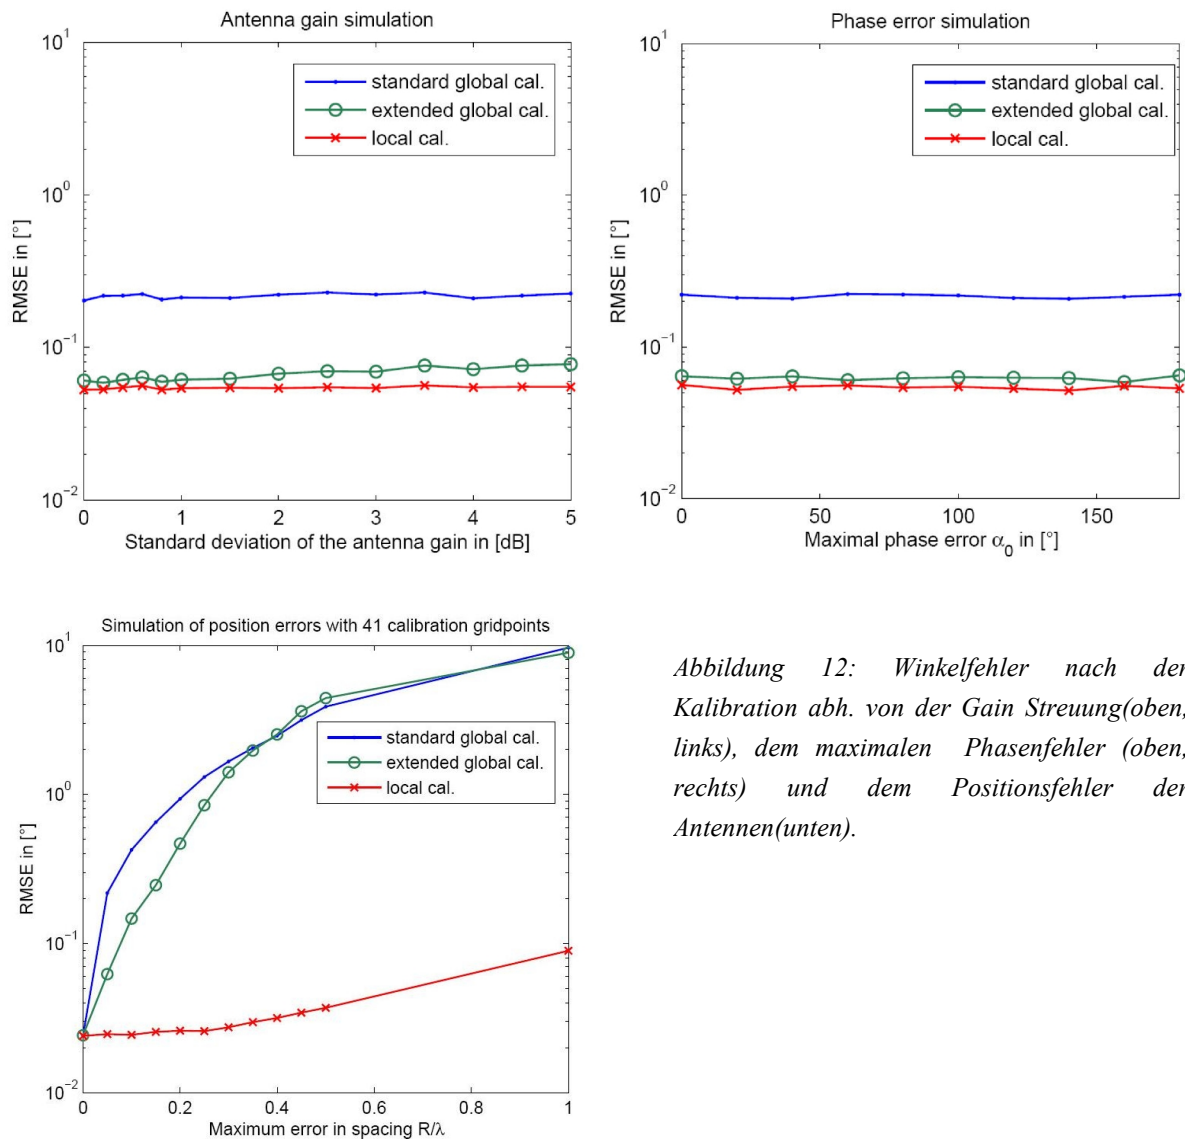 Antenna gain simulation
10^1
10^0
10^-1
10^-2
RMSE in [°]
standard global cal.
extended global cal.
local cal.
0 1 2 3 4 5
Standard deviation of the antenna gain in [dB]
Phase error simulation
10^1
10^0
10^-1
10^-2
RMSE in [°]
standard global cal.
extended global cal.
local cal.
0 50 100 150
Maximal phase error α_0 in [°]
Simulation of position errors with 41 calibration gridpoints
10^1
10^0
10^-1
10^-2
RMSE in [°]
standard global cal.
extended global cal.
local cal.
0 0.2 0.4 0.6 0.8 1
Maximum error in spacing R/λ
Abbildung 12: Winkelfehler nach der
Kalibration abh. von der Gain Streuung(oben,
links), dem maximalen Phasenfehler (oben,
rechts) und dem Positionsfehler der
Antennen(unten).